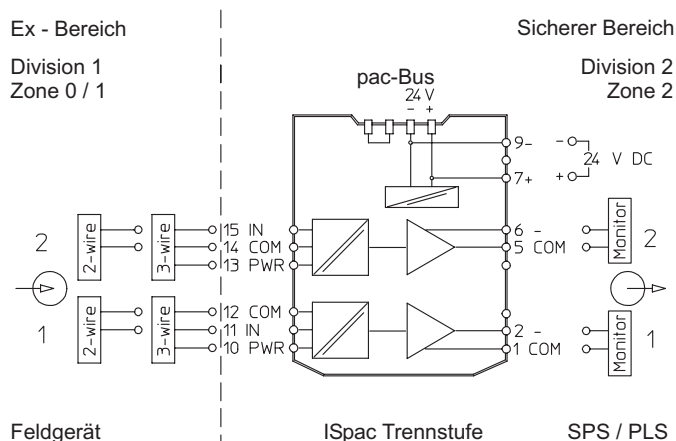 Ex - Bereich
Sicherer Bereich
Division 1
Zone 0 / 1
Division 2
Zone 2
pac-Bus
24 V
- +
9-
-
24 V DC
7+
+
2
2-wire
3-wire
15 IN
14 COM
13 PWR
6 -
5 COM
Monitor
2
1
2-wire
3-wire
12 COM
11 IN
10 PWR
2 -
1 COM
Monitor
1
Feldgerät
ISpac Trennstufe
SPS / PLS